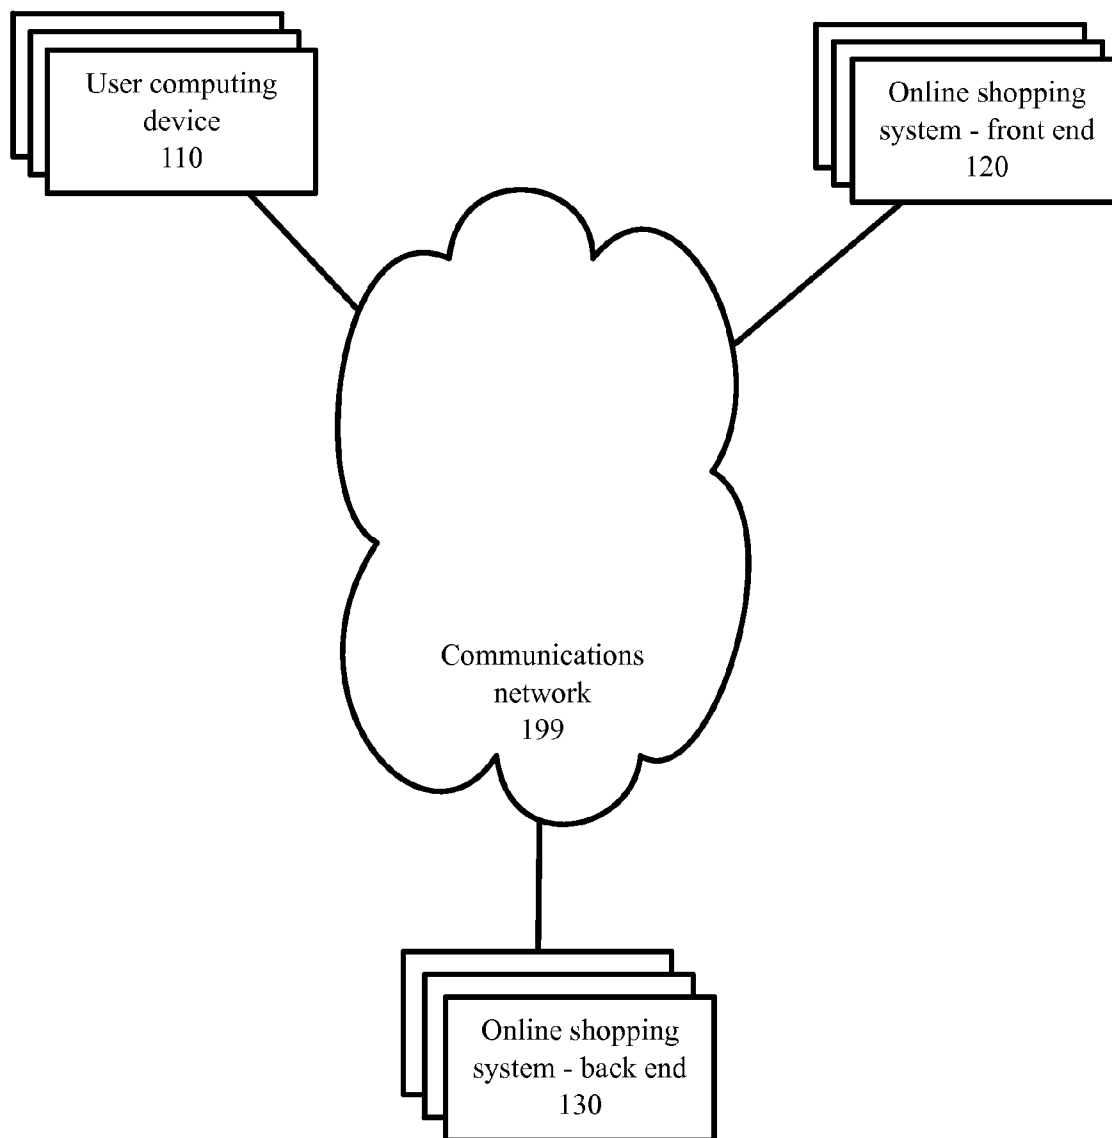 User computing
device
110
Online shopping
system - front end
120
Communications
network
199
Online shopping
system - back end
130